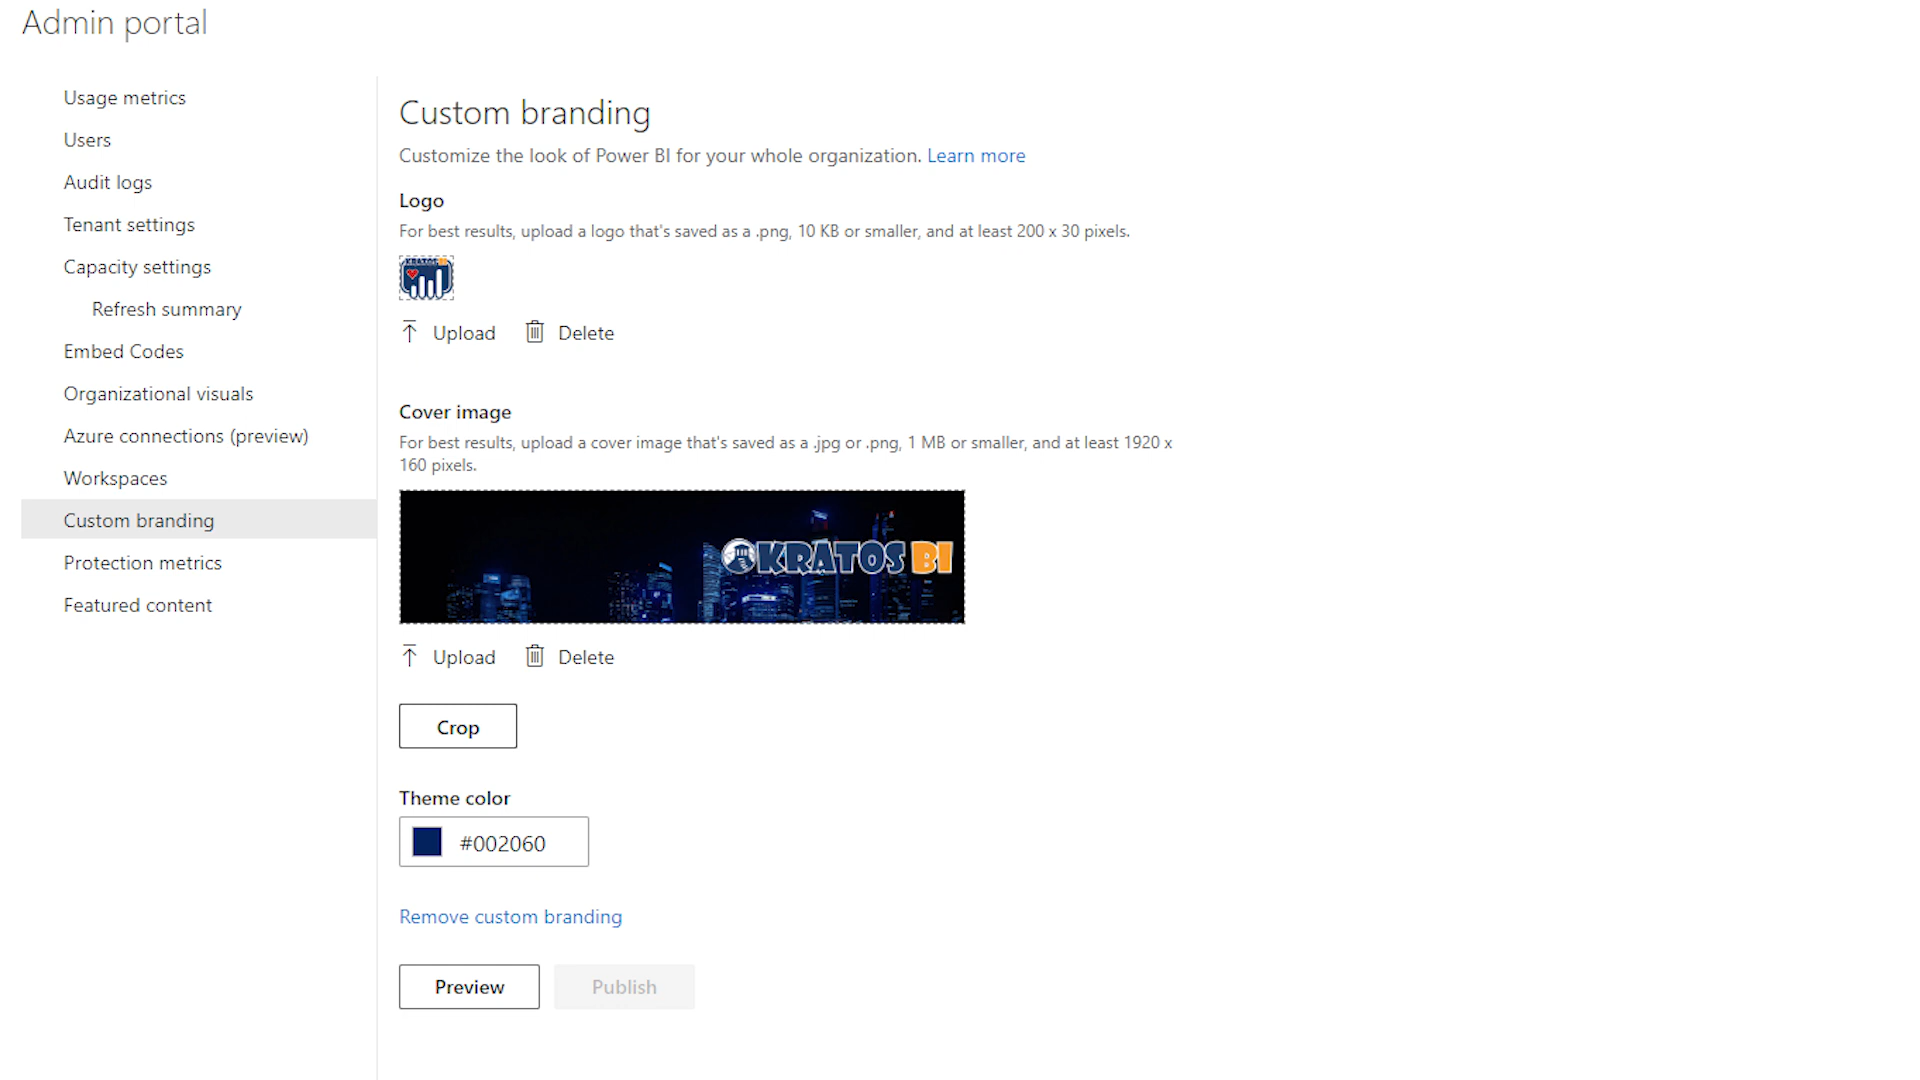 Admin portal
Usage metrics
Users
Audit logs
Tenant settings
Capacity settings
Refresh summary
Embed Codes
Organizational visuals
Azure connections (preview)
Workspaces
Custom branding
Protection metrics
Featured content
Custom branding
Customize the look of Power BI for your whole organization. Learn more
Logo
For best results, upload a logo that's saved as a .png, 10 KB or smaller, and at least 200 x 30 pixels.
KRATOS BI
Upload Delete
Cover image
For best results, upload a cover image that's saved as a .jpg or .png, 1 MB or smaller, and at least 1920 x
160 pixels.
KRATOS BI
Upload Delete
Crop
Theme color
#002060
Remove custom branding
Preview Publish